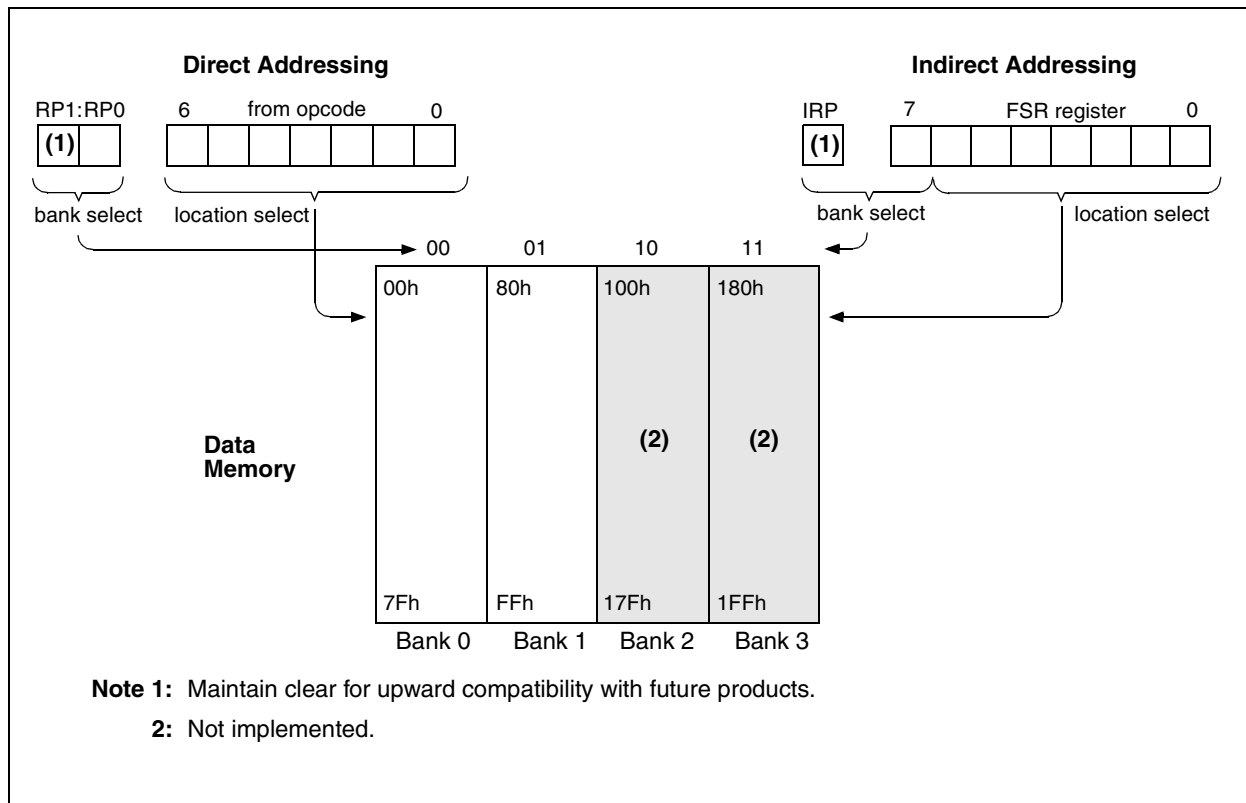 Direct Addressing
Indirect Addressing
RP1:RP0 6 from opcode 0
IRP 7 FSR register 0
(1)
(1)
bank select location select
bank select location select
00 01 10 11
00h 80h 100h 180h
Data
Memory
(2) (2)
7Fh FFh 17Fh 1FFh
Bank 0 Bank 1 Bank 2 Bank 3
Note 1: Maintain clear for upward compatibility with future products.
2: Not implemented.